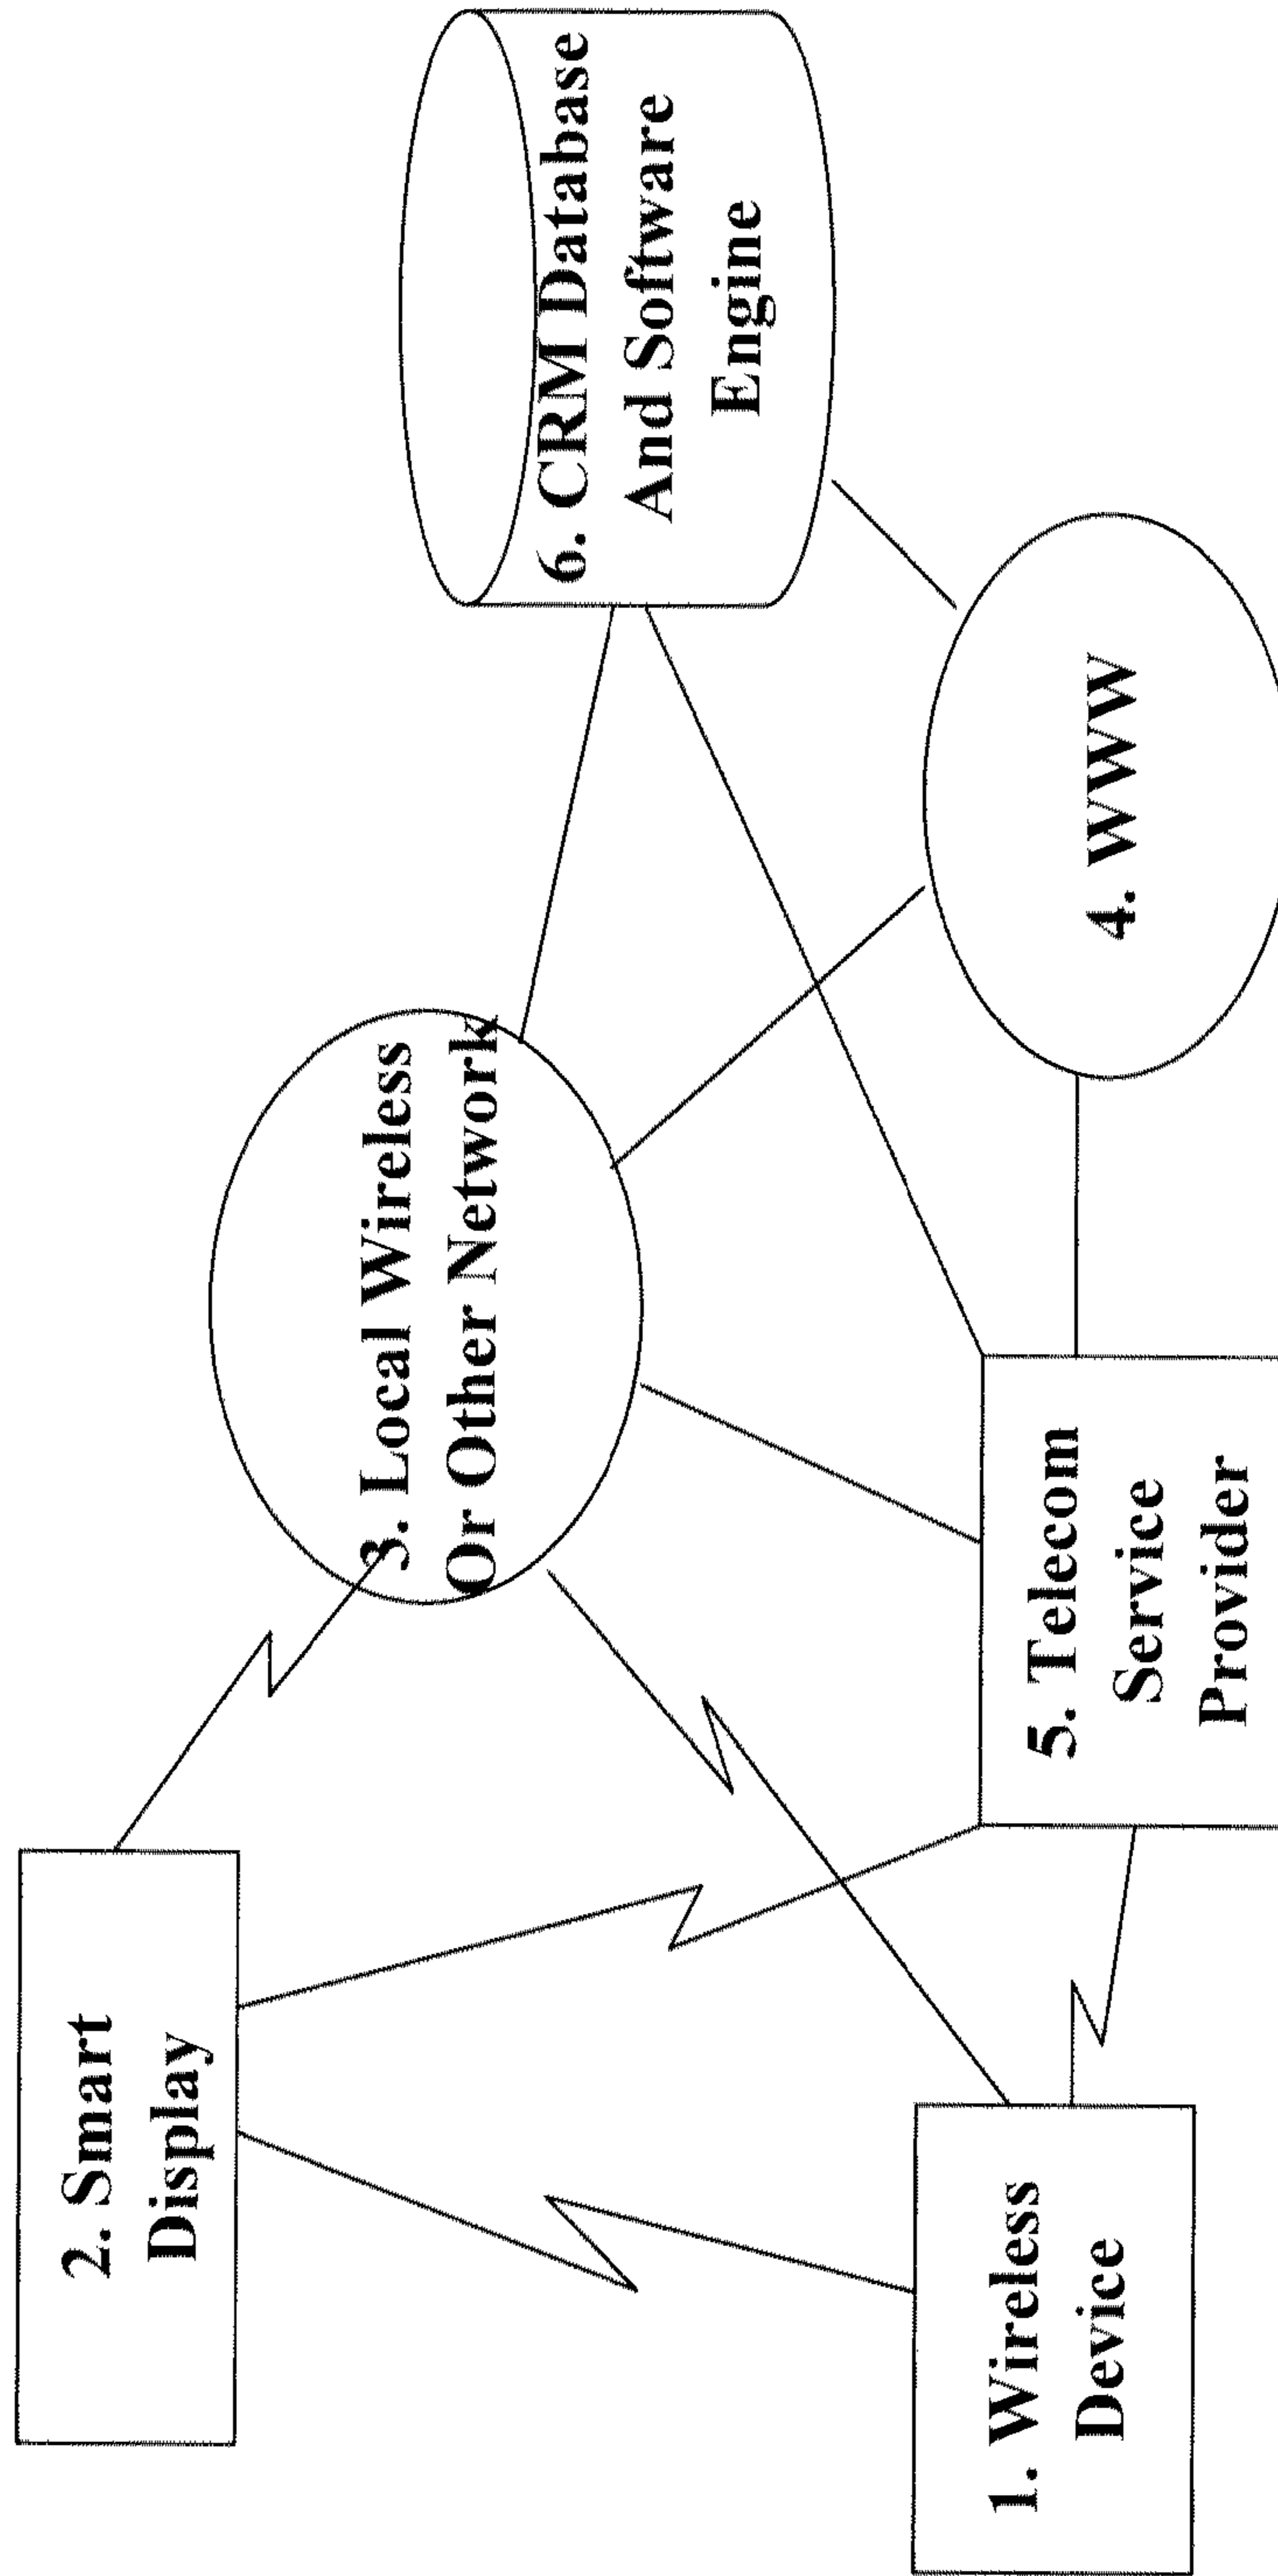 2. Smart
Display
3. Local Wireless
Or Other Network
6. CRM Database
And Software
Engine
1. Wireless
Device
5. Telecom
Service
Provider
4. WWW